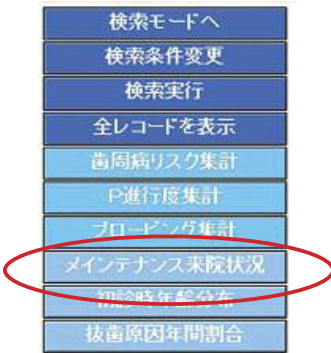 検索モードへ
検索条件変更
検索実行
全レコードを表示
歯周病リスク集計
P進行度集計
プロービング集計
メインテナンス来院状況
初診時年齢分布
抜歯原因年間割合